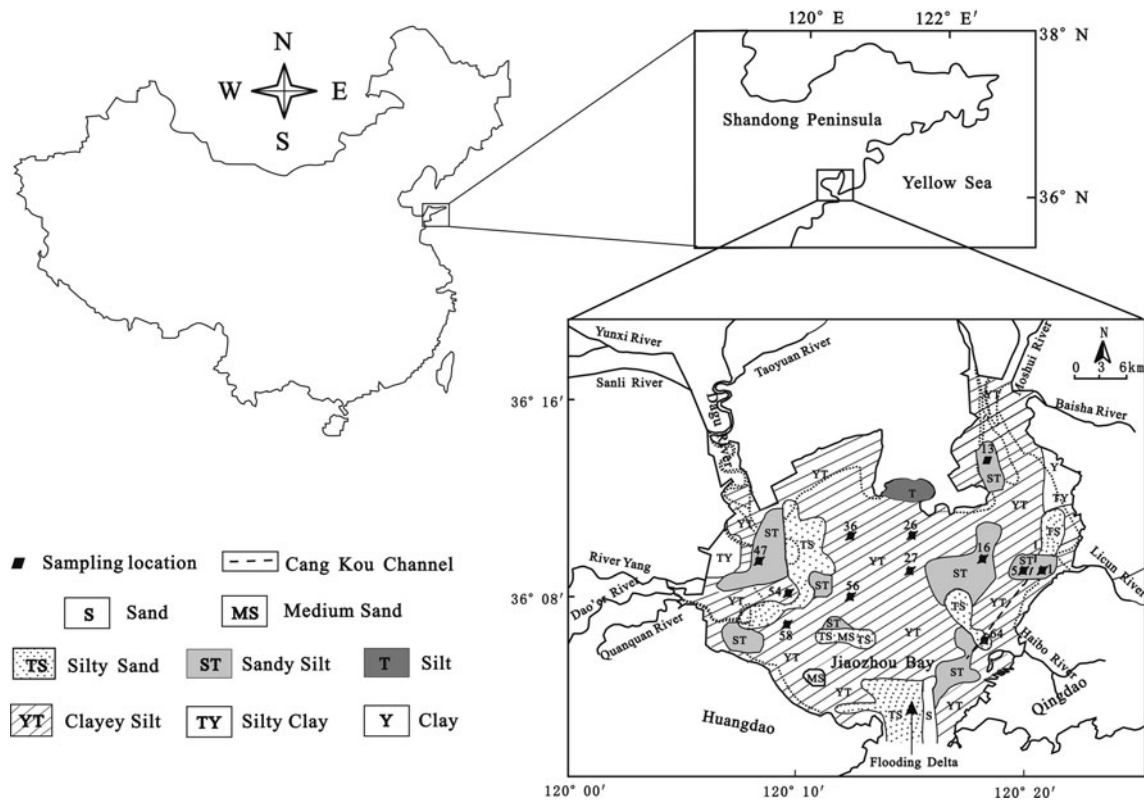 N
W E
S
120° E 122° E′
38° N
Shandong Peninsula
Yellow Sea
36° N
Yunxi River
Taoyuan River
Sanli River
Dagu River
Moshui River
N
0 3 6km
Baisha River
36° 16′
13
ST
YT
T
YT
YT
Y
TY
TS
YT
ST
TS
36
26
16
47
TY
27
YT
ST
ST
5
1
Licun River
River Yang
Dao'er River
36° 08′
54
ST
56
YT
TS
YT
Quanquan River
ST
58
ST
TS MS TS
YT
64
Haibo River
YT
Jiaozhou Bay
MS
ST
YT
TS
S
YT
Qingdao
Huangdao
Flooding Delta
120° 00′ 120° 10′ 120° 20′
Sampling location
Cang Kou Channel
S Sand
MS Medium Sand
TS Silty Sand
ST Sandy Silt
T Silt
YT Clayey Silt
TY Silty Clay
Y Clay